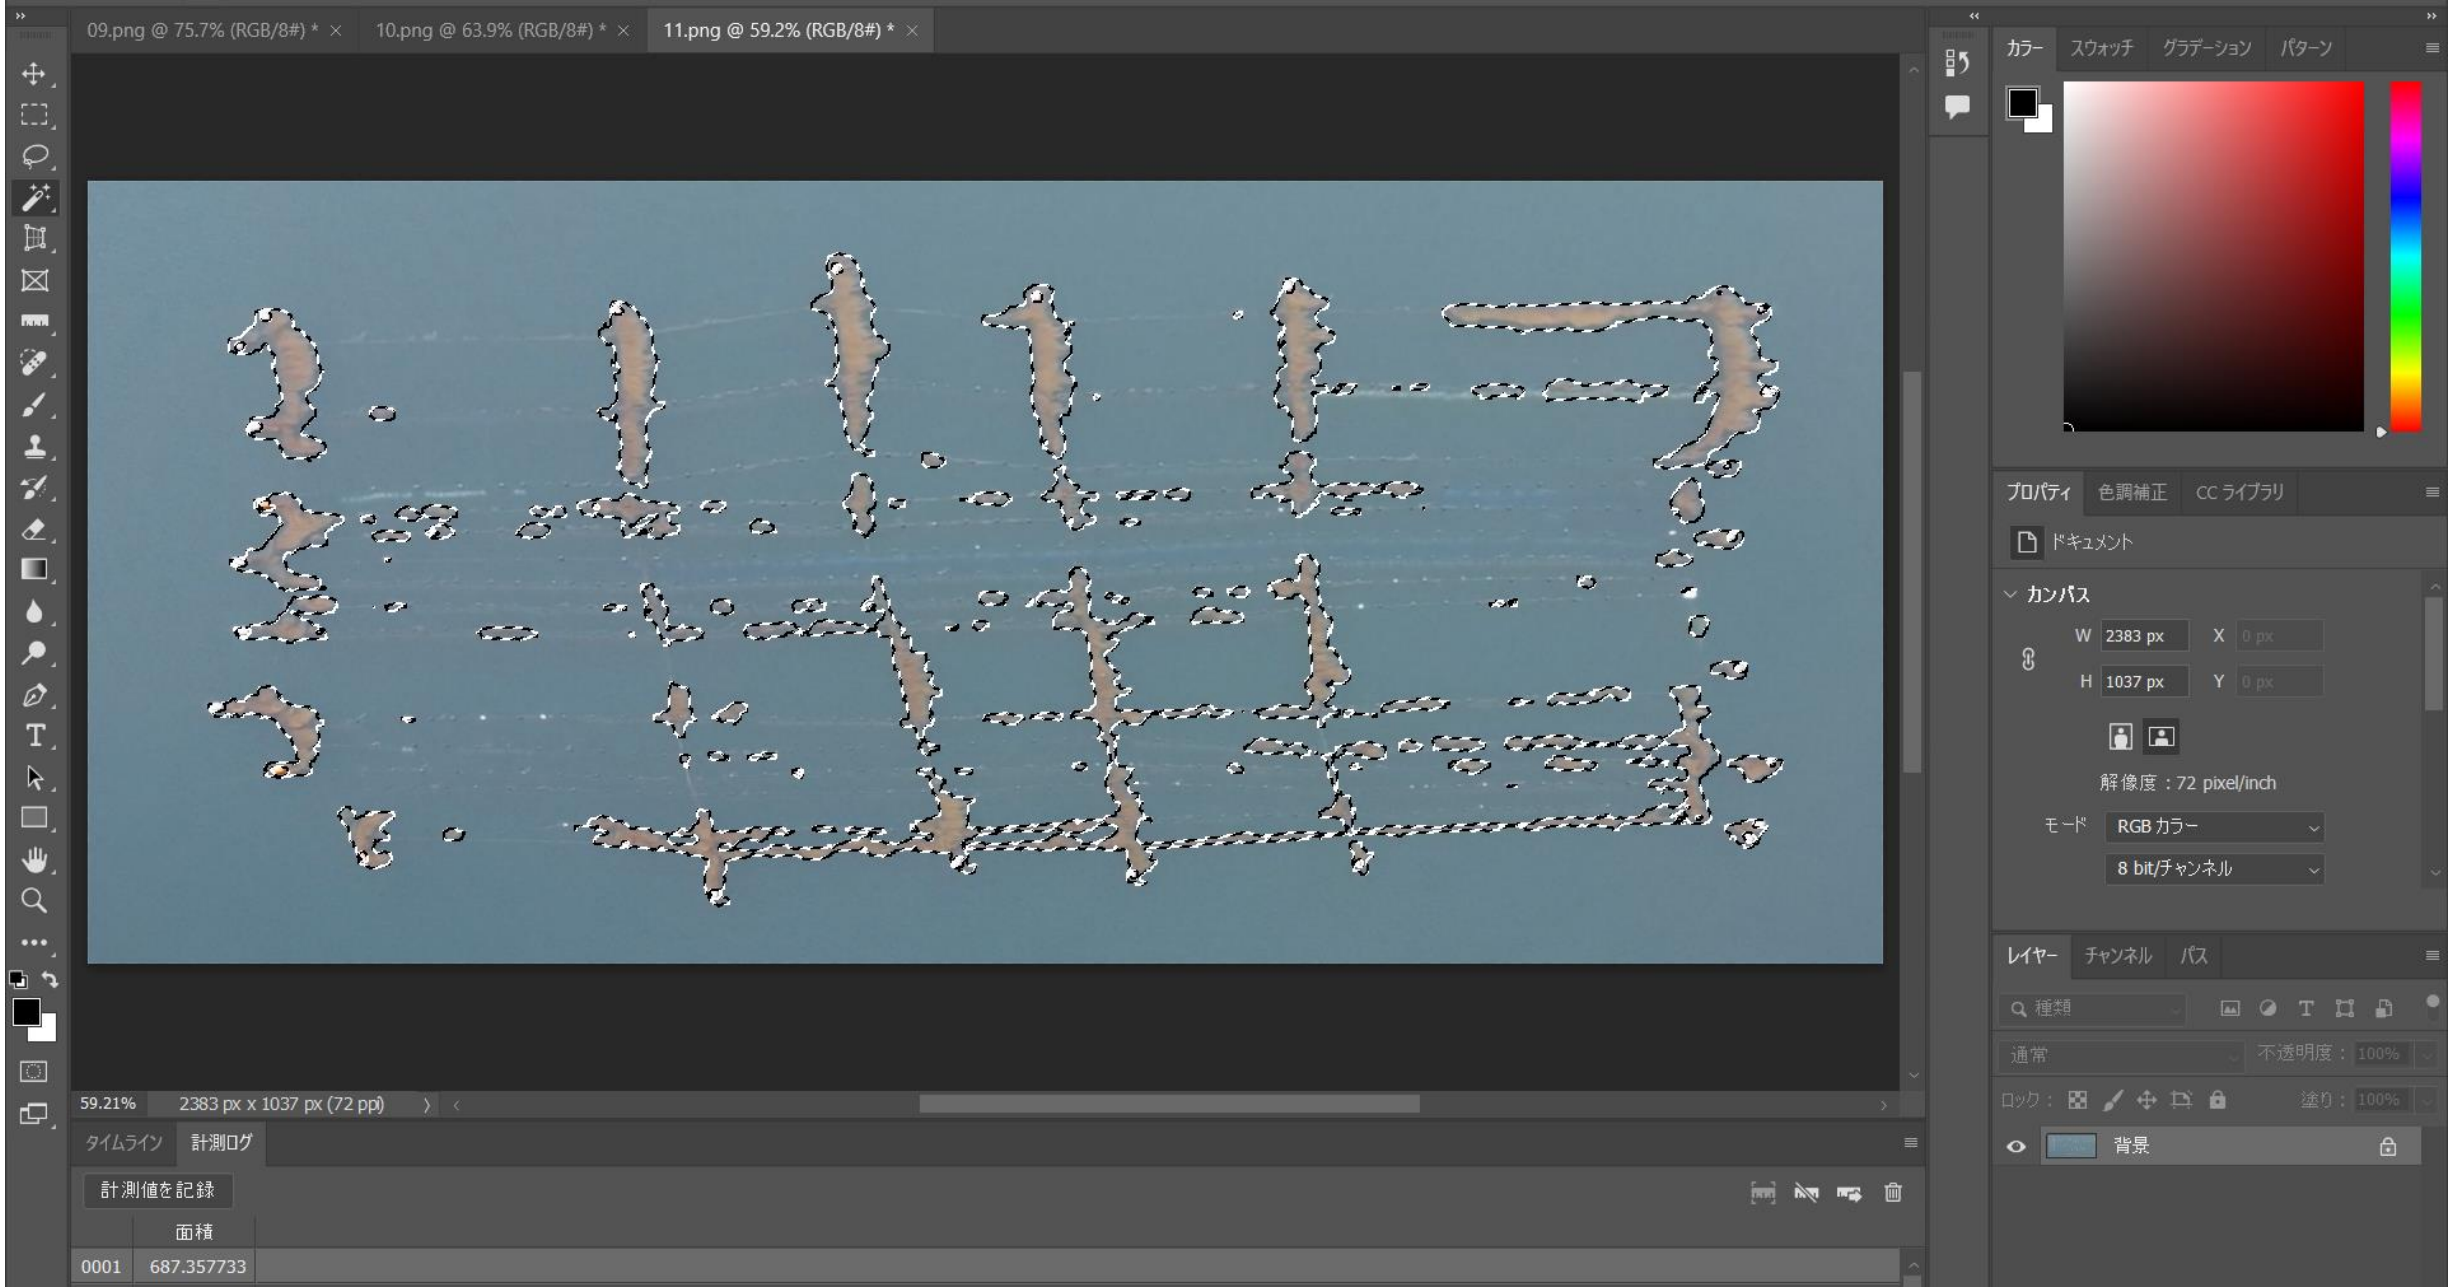 09.png @ 75.7% (RGB/8#) *
10.png @ 63.9% (RGB/8#) *
11.png @ 59.2% (RGB/8#) *
カラー スウォッチ グラデーション パターン
プロパティ 色調補正 CC ライブラリ
ドキュメント
カンパス
W 2383 px X 0 px
H 1037 px Y 0 px
解像度 : 72 pixel/inch
モード RGB カラー
8 bit/チャンネル
レイヤー チャンネル パス
種類
通常 不透明度 : 100%
ロック : 塗り : 100%
背景
59.21% 2383 px x 1037 px (72 ppi)
タイムライン 計測ログ
計測値を記録
面積
0001 687.357733